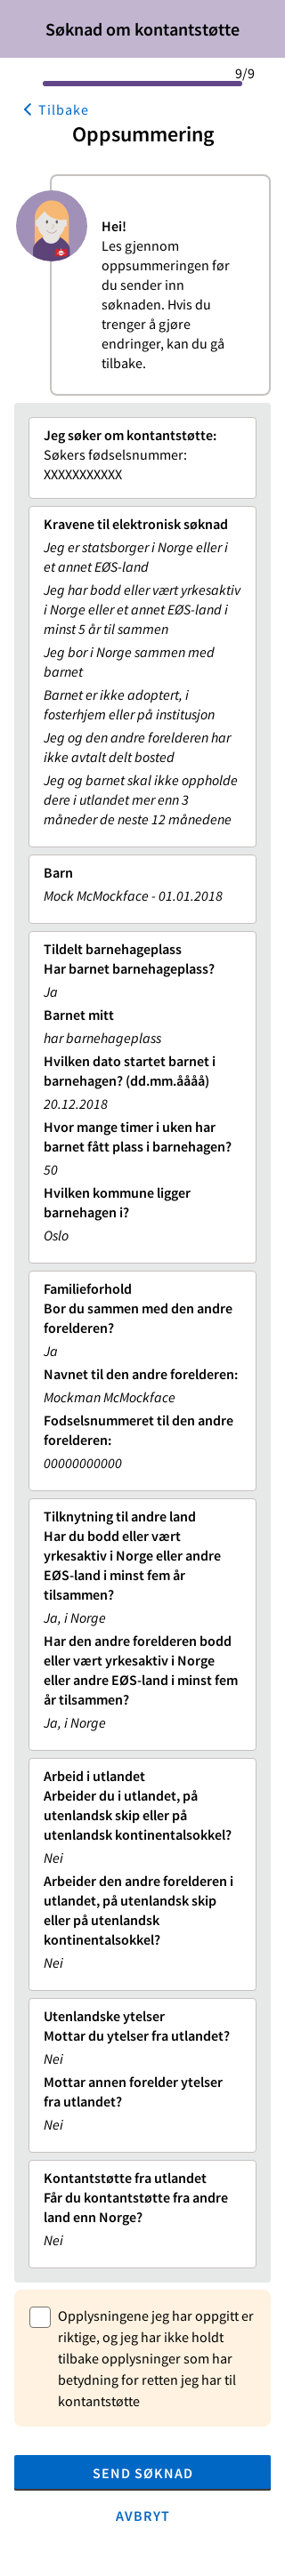 Søknad om kontantstøtte
9/9
Tilbake
Oppsummering
Hei!
Les gjennom
oppsummeringen før
du sender inn
søknaden. Hvis du
trenger å gjøre
endringer, kan du gå
tilbake.
Jeg søker om kontantstøtte:
Søkers fødselsnummer:
XXXXXXXXXXX
Kravene til elektronisk søknad
Jeg er statsborger i Norge eller i
et annet EØS-land
Jeg har bodd eller vært yrkesaktiv
i Norge eller et annet EØS-land i
minst 5 år til sammen
Jeg bor i Norge sammen med
barnet
Barnet er ikke adoptert, i
fosterhjem eller på institusjon
Jeg og den andre forelderen har
ikke avtalt delt bosted
Jeg og barnet skal ikke oppholde
dere i utlandet mer enn 3
måneder de neste 12 månedene
Barn
Mock McMockface - 01.01.2018
Tildelt barnehageplass
Har barnet barnehageplass?
Ja
Barnet mitt
har barnehageplass
Hvilken dato startet barnet i
barnehagen? (dd.mm.åååå)
20.12.2018
Hvor mange timer i uken har
barnet fått plass i barnehagen?
50
Hvilken kommune ligger
barnehagen i?
Oslo
Familieforhold
Bor du sammen med den andre
forelderen?
Ja
Navnet til den andre forelderen:
Mockman McMockface
Fodselsnummeret til den andre
forelderen:
00000000000
Tilknytning til andre land
Har du bodd eller vært
yrkesaktiv i Norge eller andre
EØS-land i minst fem år
tilsammen?
Ja, i Norge
Har den andre forelderen bodd
eller vært yrkesaktiv i Norge
eller andre EØS-land i minst fem
år tilsammen?
Ja, i Norge
Arbeid i utlandet
Arbeider du i utlandet, på
utenlandsk skip eller på
utenlandsk kontinentalsokkel?
Nei
Arbeider den andre forelderen i
utlandet, på utenlandsk skip
eller på utenlandsk
kontinentalsokkel?
Nei
Utenlandske ytelser
Mottar du ytelser fra utlandet?
Nei
Mottar annen forelder ytelser
fra utlandet?
Nei
Kontantstøtte fra utlandet
Får du kontantstøtte fra andre
land enn Norge?
Nei
Opplysningene jeg har oppgitt er
riktige, og jeg har ikke holdt
tilbake opplysninger som har
betydning for retten jeg har til
kontantstøtte
SEND SØKNAD
AVBRYT